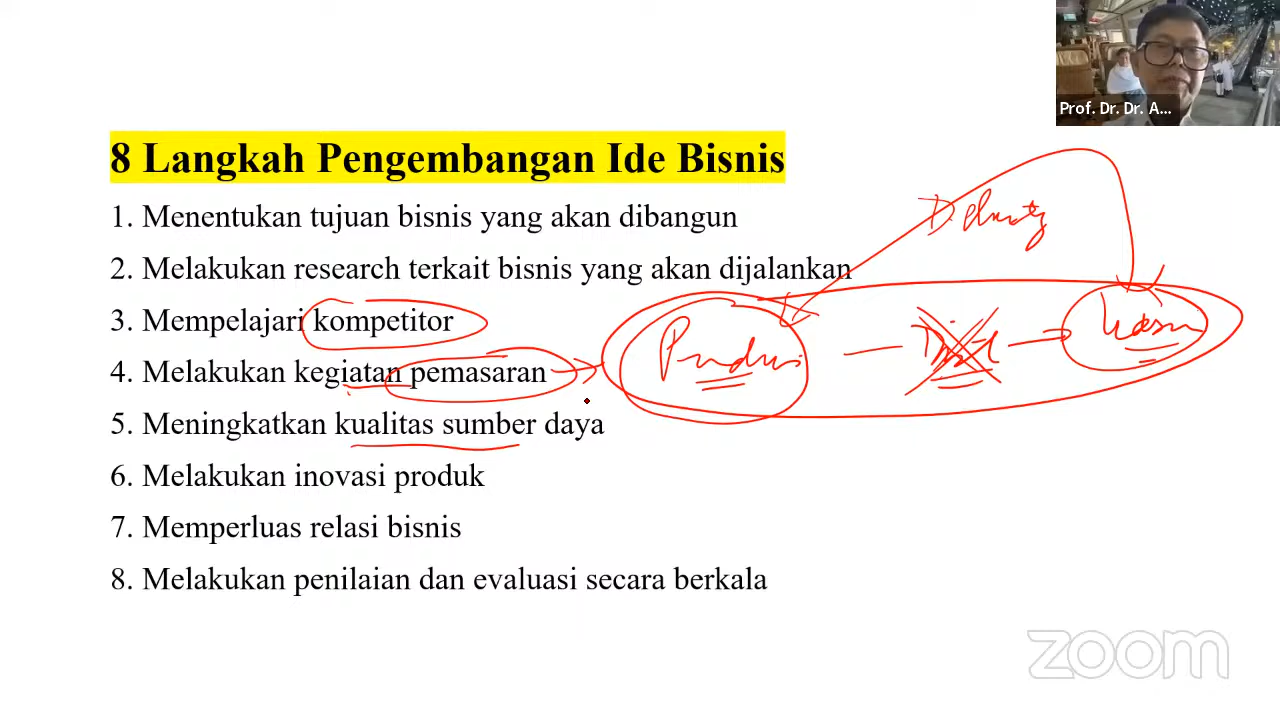 Prof. Dr. Dr. A...
8 Langkah Pengembangan Ide Bisnis
1. Menentukan tujuan bisnis yang akan dibangun
2. Melakukan research terkait bisnis yang akan dijalankan
3. Mempelajari kompetitor
4. Melakukan kegiatan pemasaran
5. Meningkatkan kualitas sumber daya
6. Melakukan inovasi produk
7. Memperluas relasi bisnis
8. Melakukan penilaian dan evaluasi secara berkala
zoom